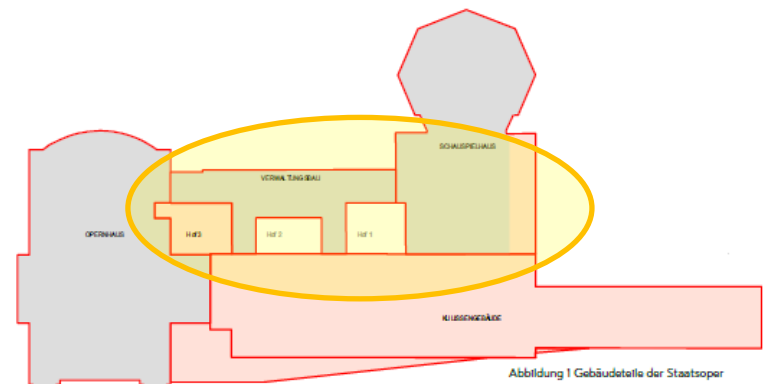 SCHAUSPIELHAUS
VERWALTUNGSBAU
OPERNHAUS
Hof 3
Hof 2
Hof 1
KULISSENGEBÄUDE
Abbildung 1 Gebäudeteile der Staatsoper